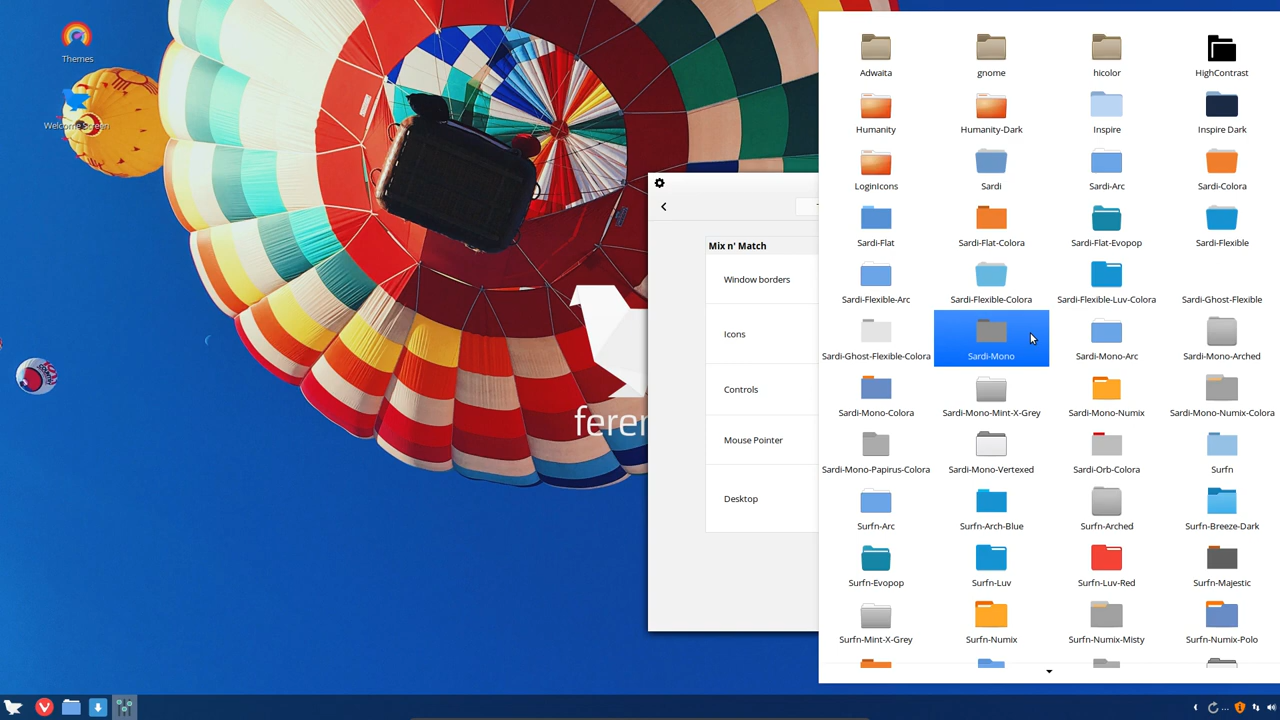 Themes
Welcome Screen
feren
Mix n' Match
Window borders
Icons
Controls
Mouse Pointer
Desktop
Adwaita
gnome
hicolor
HighContrast
Humanity
Humanity-Dark
Inspire
Inspire Dark
LoginIcons
Sardi
Sardi-Arc
Sardi-Colora
Sardi-Flat
Sardi-Flat-Colora
Sardi-Flat-Evopop
Sardi-Flexible
Sardi-Flexible-Arc
Sardi-Flexible-Colora
Sardi-Flexible-Luv-Colora
Sardi-Ghost-Flexible
Sardi-Ghost-Flexible-Colora
Sardi-Mono
Sardi-Mono-Arc
Sardi-Mono-Arched
Sardi-Mono-Colora
Sardi-Mono-Mint-X-Grey
Sardi-Mono-Numix
Sardi-Mono-Numix-Colora
Sardi-Mono-Papirus-Colora
Sardi-Mono-Vertexed
Sardi-Orb-Colora
Surfn
Surfn-Arc
Surfn-Arch-Blue
Surfn-Arched
Surfn-Breeze-Dark
Surfn-Evopop
Surfn-Luv
Surfn-Luv-Red
Surfn-Majestic
Surfn-Mint-X-Grey
Surfn-Numix
Surfn-Numix-Misty
Surfn-Numix-Polo